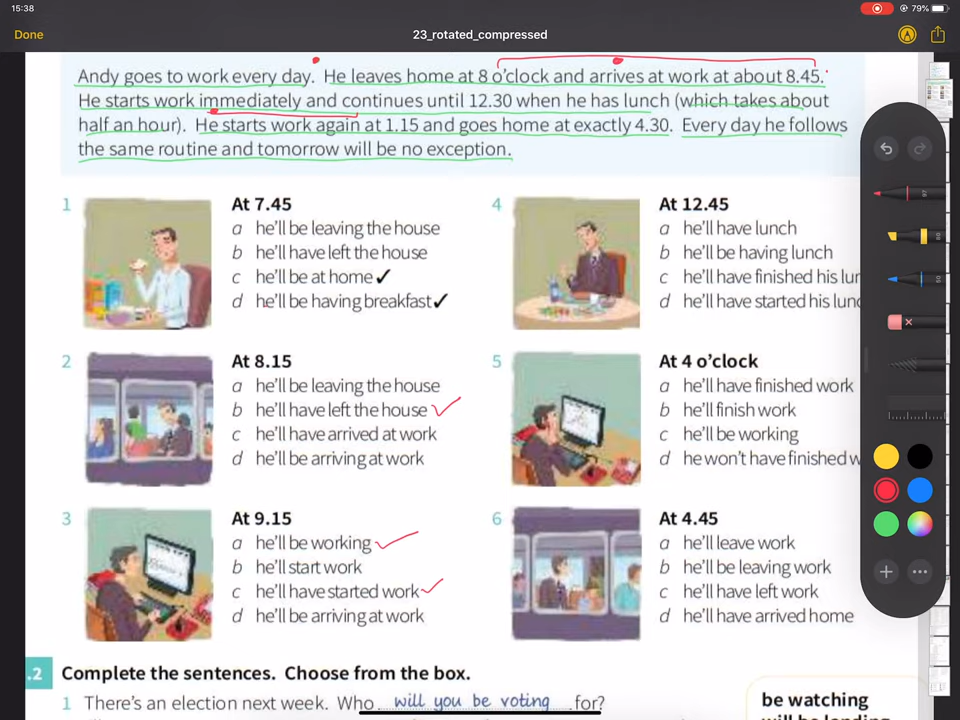 15:38
79%
Done
23_rotated_compressed
Andy goes to work every day. He leaves home at 8 o'clock and arrives at work at about 8.45.
He starts work immediately and continues until 12.30 when he has lunch (which takes about
half an hour). He starts work again at 1.15 and goes home at exactly 4.30. Every day he follows
the same routine and tomorrow will be no exception.
1
At 7.45
a he'll be leaving the house
b he'll have left the house
c he'll be at home ✓
d he'll be having breakfast ✓
2
At 8.15
a he'll be leaving the house
b he'll have left the house
c he'll have arrived at work
d he'll be arriving at work
3
At 9.15
a he'll be working
b he'll start work
c he'll have started work
d he'll be arriving at work
4
At 12.45
a he'll have lunch
b he'll be having lunch
c he'll have finished his
d he'll have started his
5
At 4 o'clock
a he'll have finished work
b he'll finish work
c he'll be working
d he won't have finished
6
At 4.45
a he'll leave work
b he'll be leaving work
c he'll have left work
d he'll have arrived home
.2 Complete the sentences. Choose from the box.
1 There's an election next week. Who will you be voting for?
be watching